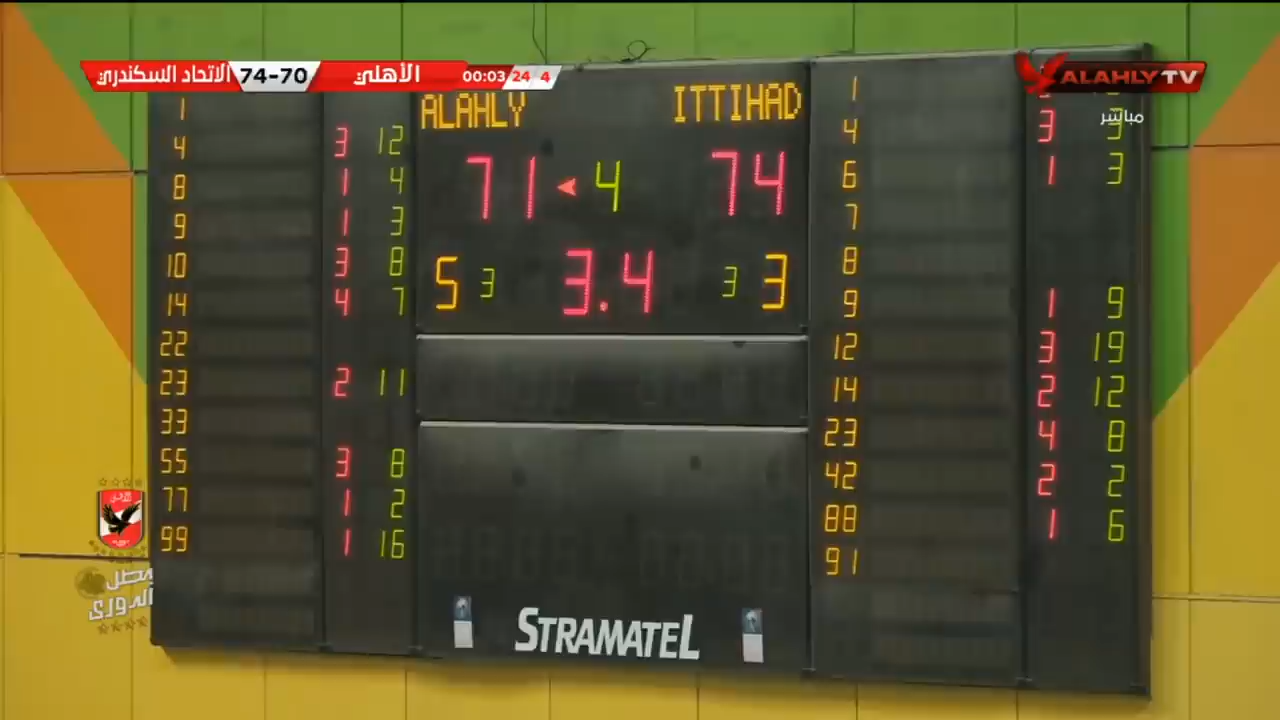 الاتحاد السكندري 74-70 الأهلي 00:03 24 4
ALAHLY TV
مباشر
ALAHLY ITTIHAD
71 4 74
5 3 3.4 3 3
1
4 3 12
8 1 4
9 1 3
10 3 8
14 4 7
22
23 2 11
33
55 3 8
77 1 2
99 1 16
1
4 3 3
6 1 3
7
8
9 1 9
12 3 19
14 2 12
23 4 8
42 2 2
88 1 6
91
STRAMATEL
الدوري